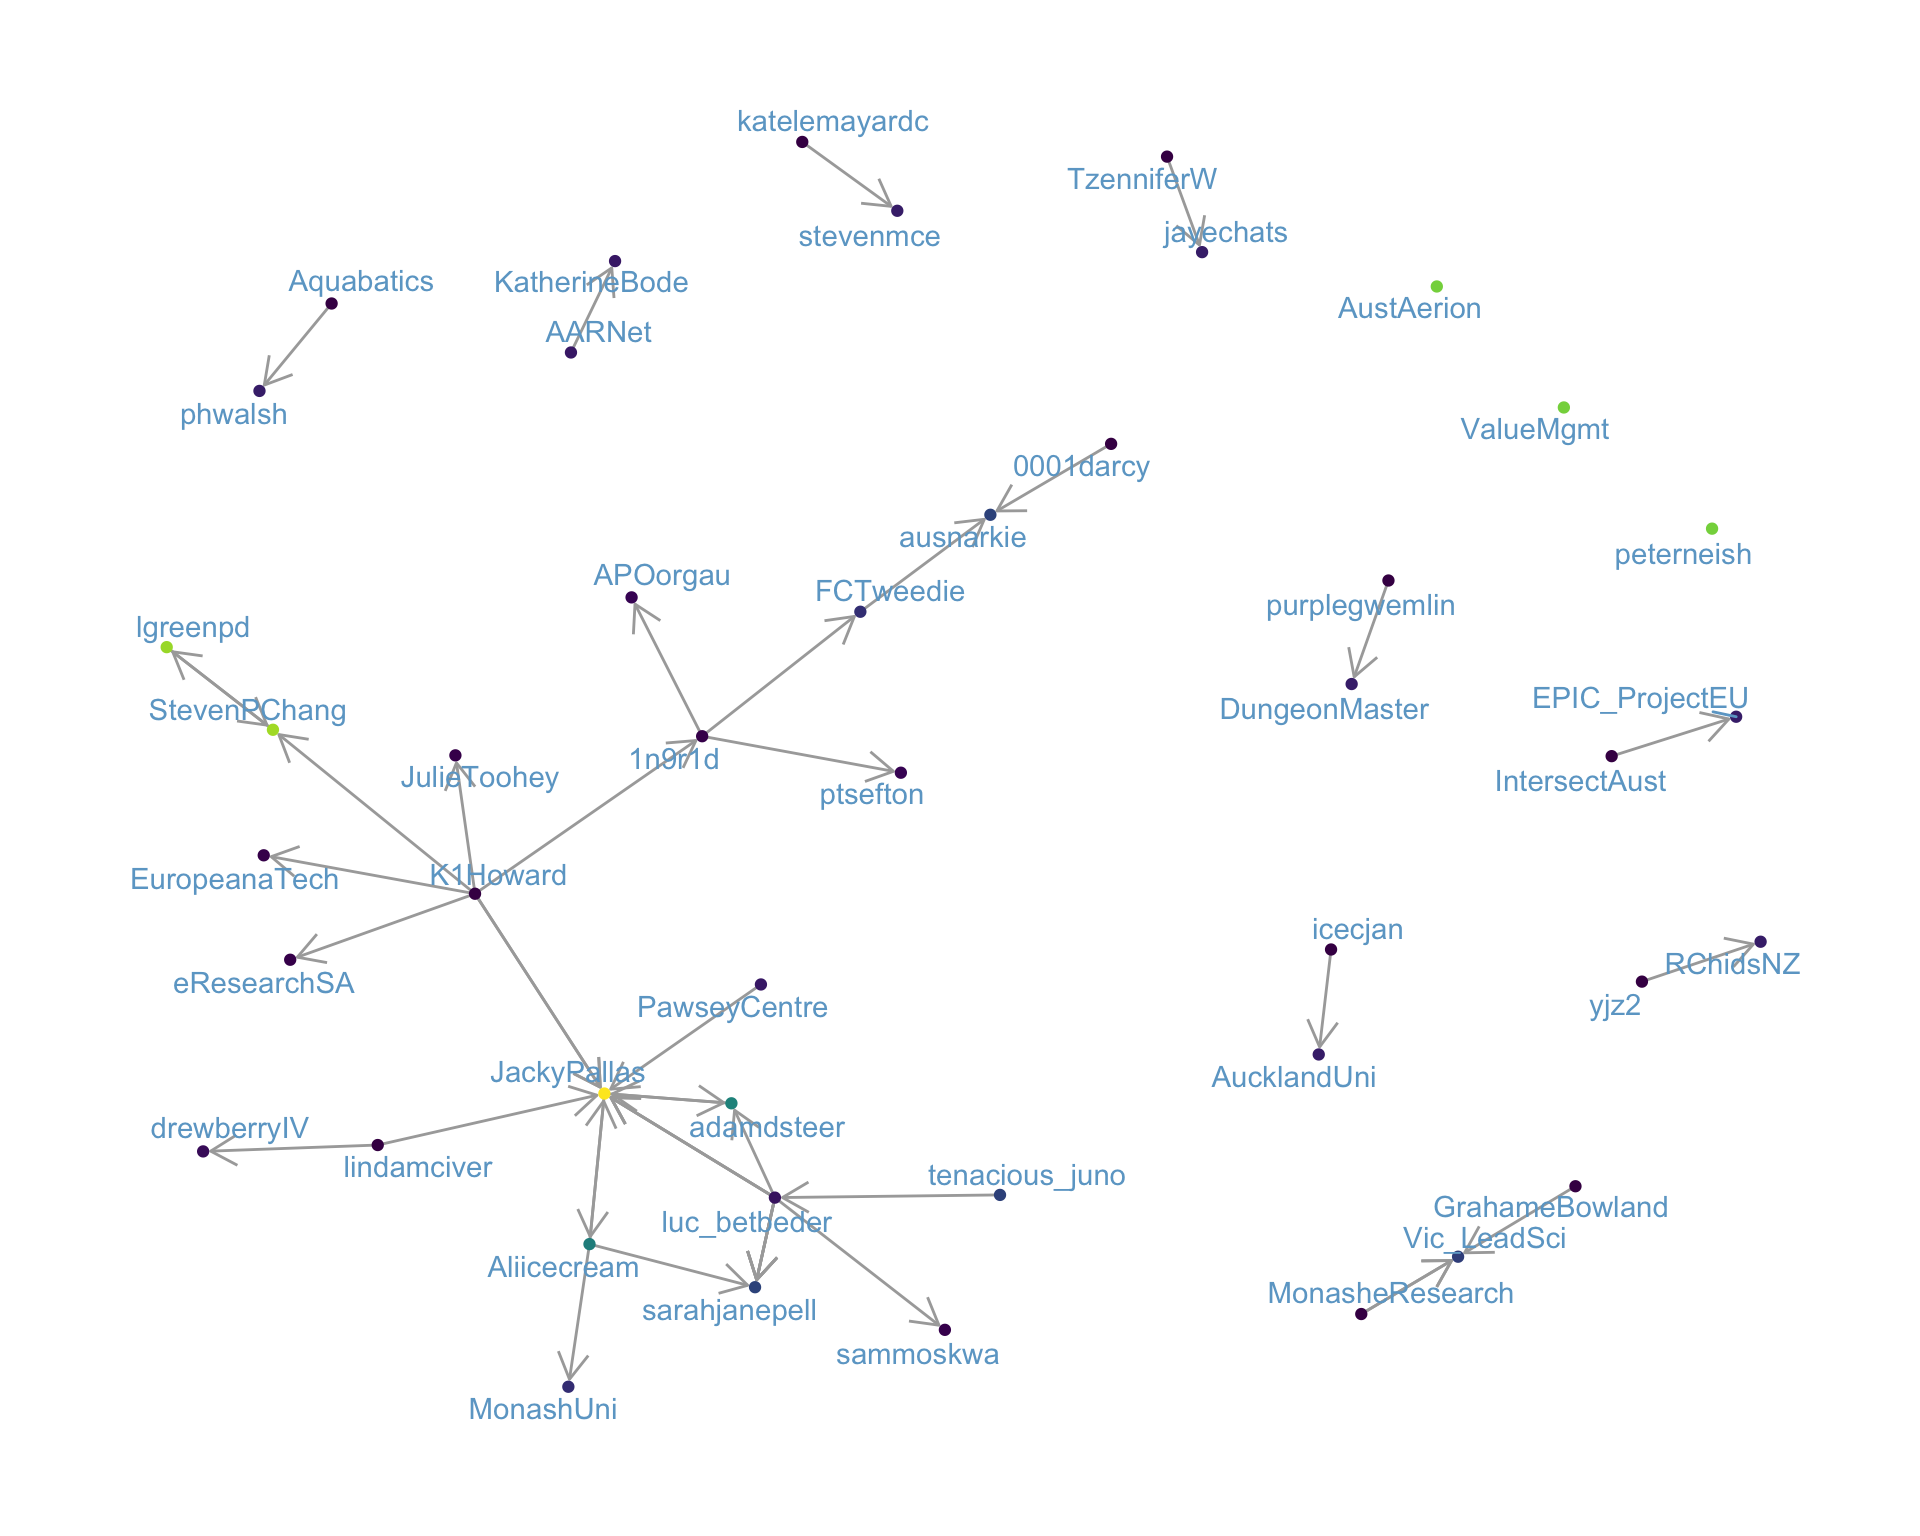 katelemayardc
TzenniferW
stevenmce
jayechats
Aquabatics
KatherineBode
AustAerion
AARNet
phwalsh
ValueMgmt
0001darcy
ausnarkie
peterneish
APOorgau
FCTweedie
purplegwemlin
lgreenpd
StevenPChang
DungeonMaster
EPIC_ProjectEU
1n9r1d
JulieToohey
IntersectAust
ptsefton
K1Howard
EuropeanaTech
icecjan
RChidsNZ
eResearchSA
PawseyCentre
yjz2
JackyPallas
AucklandUni
drewberryIV
adamdsteer
lindamciver
tenacious_juno
GrahameBowland
luc_betbeder
Vic_LeadSci
Aliicecream
MonasheResearch
sarahjanepell
sammoskwa
MonashUni